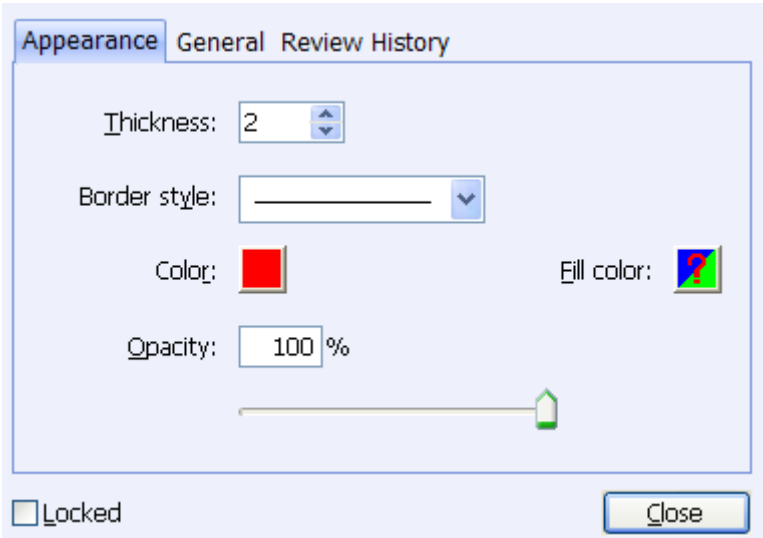 Appearance General Review History
Thickness: 2
Border style:
Color: Fill color: ?
Opacity: 100 %
Locked Close